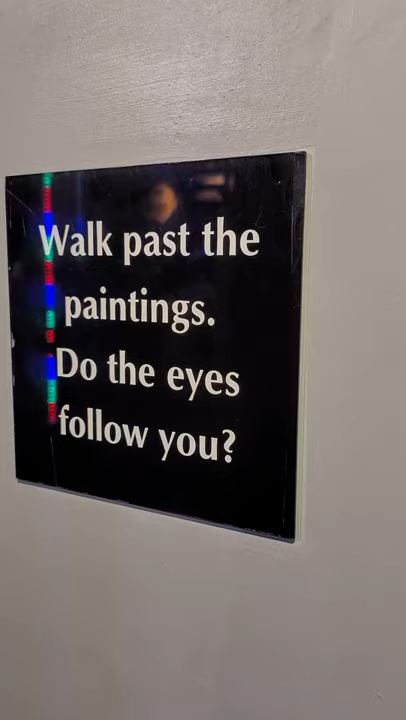 Walk past the
paintings.
Do the eyes
follow you?